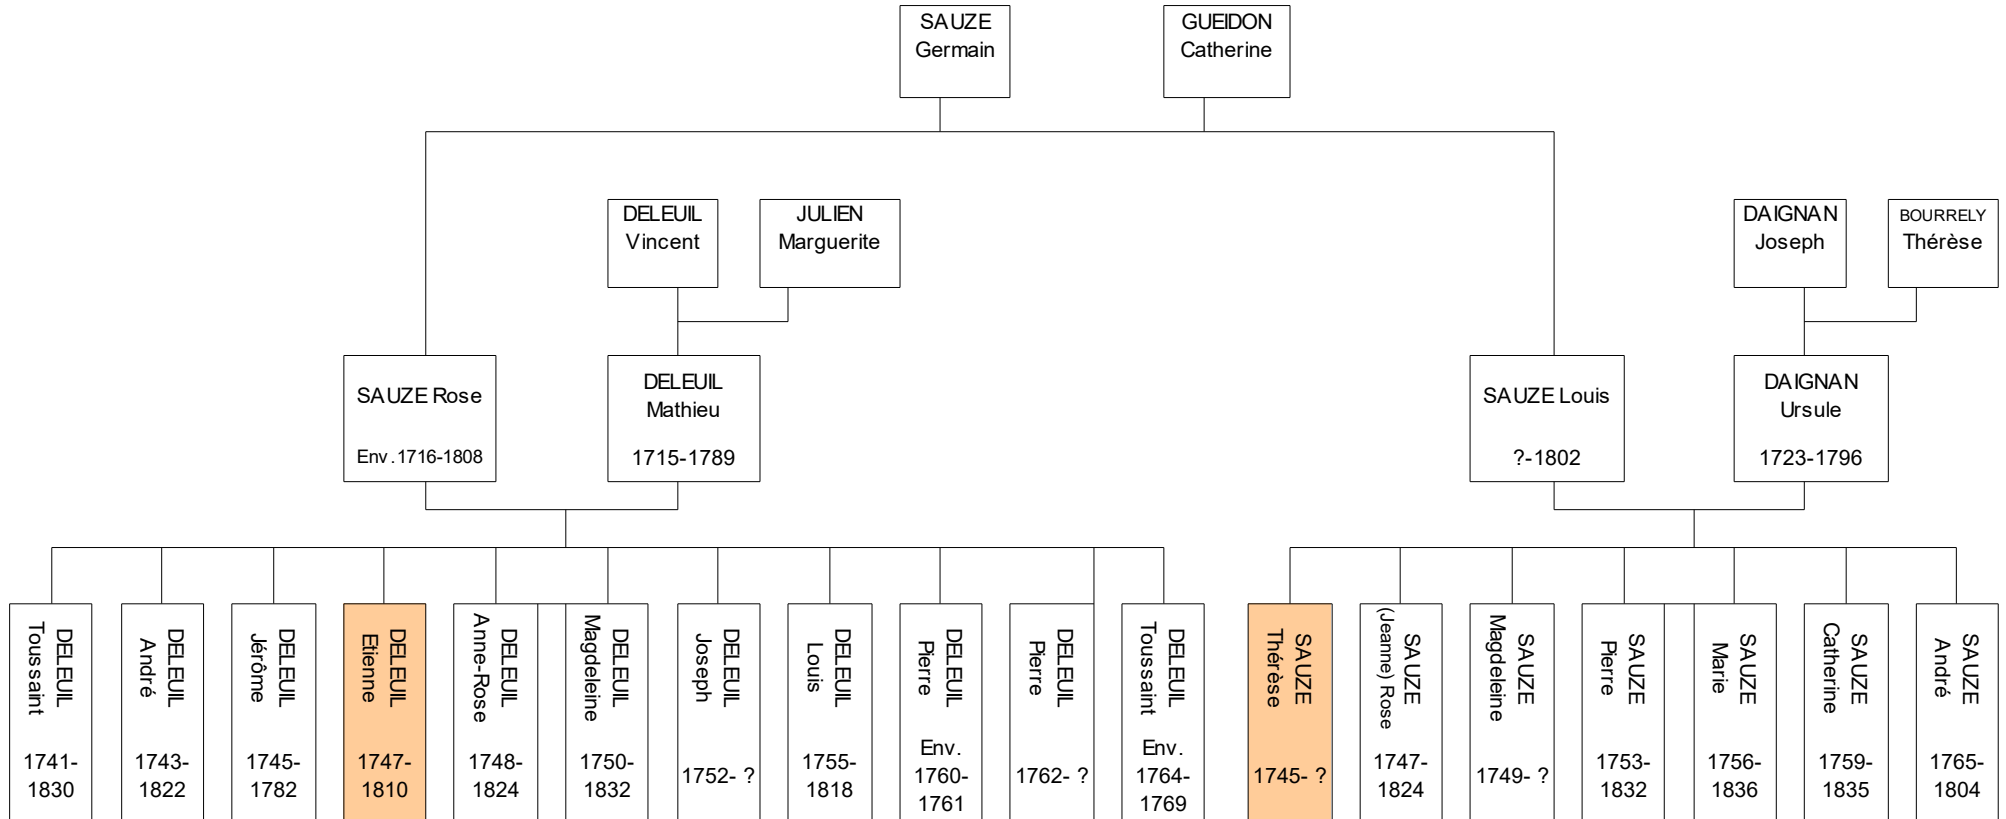 SAUZE
Germain
GUEIDON
Catherine
DELEUIL
Vincent
JULIEN
Marguerite
DAIGNAN
Joseph
BOURRELY
Thérèse
SAUZE Rose
Env.1716-1808
DELEUIL
Mathieu
1715-1789
SAUZE Louis
?-1802
DAIGNAN
Ursule
1723-1796
DELEUIL
Toussaint
1741-
1830
DELEUIL
André
1743-
1822
DELEUIL
Jérôme
1745-
1782
DELEUIL
Etienne
1747-
1810
DELEUIL
Anne-Rose
1748-
1824
DELEUIL
Magdeleine
1750-
1832
DELEUIL
Joseph
1752- ?
DELEUIL
Louis
1755-
1818
DELEUIL
Pierre
Env.
1760-
1761
DELEUIL
Pierre
1762- ?
DELEUIL
Toussaint
Env.
1764-
1769
SAUZE
Thérèse
1745- ?
SAUZE
(Jeanne) Rose
1747-
1824
SAUZE
Magdeleine
1749- ?
SAUZE
Pierre
1753-
1832
SAUZE
Marie
1756-
1836
SAUZE
Catherine
1759-
1835
SAUZE
André
1765-
1804